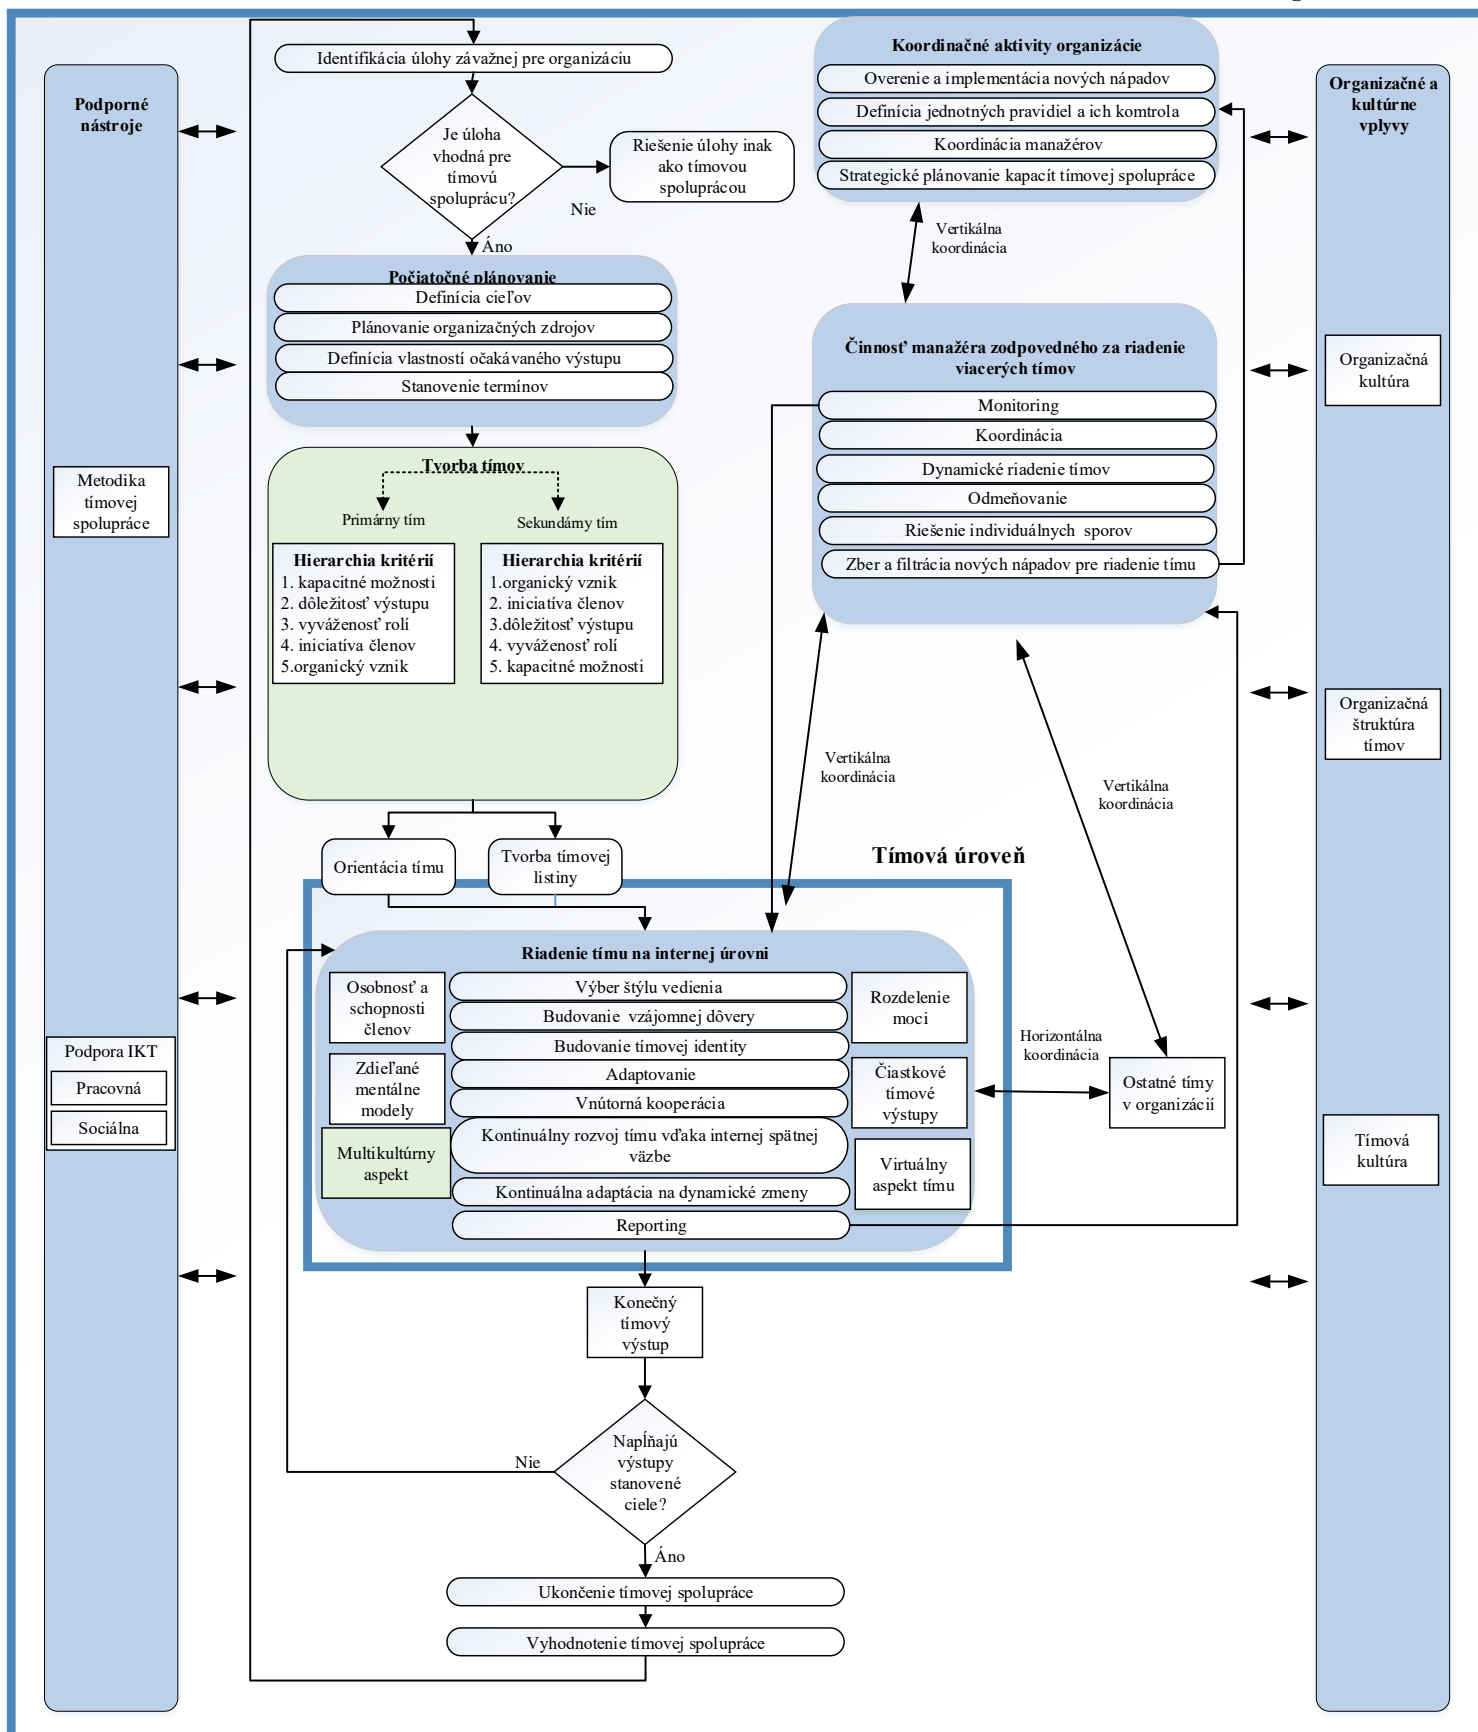 Podporné
nástroje
Metodika
tímovej
spolupráce
Podpora IKT
Pracovná
Sociálna
Identifikácia úlohy závažnej pre organizáciu
Je úloha
vhodná pre
tímovú
spoluprácu?
Riešenie úlohy inak
ako tímovou
spoluprácou
Nie
Áno
Počiatočné plánovanie
Definícia cieľov
Plánovanie organizačných zdrojov
Definícia vlastností očakávaného výstupu
Stanovenie termínov
Tvorba tímov
Primárny tím
Sekundárny tím
Hierarchia kritérií
1. kapacitné možnosti
2. dôležitosť výstupu
3. vyváženosť rolí
4. iniciatíva členov
5.organický vznik
Hierarchia kritérií
1.organický vznik
2. iniciatíva členov
3.dôležitosť výstupu
4. vyváženosť rolí
5. kapacitné možnosti
Orientácia tímu
Tvorba tímovej
listiny
Koordinačné aktivity organizácie
Overenie a implementácia nových nápadov
Definícia jednotných pravidiel a ich komtrola
Koordinácia manažérov
Strategické plánovanie kapacít tímovej spolupráce
Vertikálna
koordinácia
Činnosť manažéra zodpovedného za riadenie
viacerých tímov
Monitoring
Koordinácia
Dynamické riadenie tímov
Odmeňovanie
Riešenie individuálnych  sporov
Zber a filtrácia nových nápadov pre riadenie tímu
Vertikálna
koordinácia
Vertikálna
koordinácia
Tímová úroveň
Riadenie tímu na internej úrovni
Osobnosť a
schopnosti
členov
Zdieľané
mentálne
modely
Multikultúrny
aspekt
Výber štýlu vedienia
Budovanie  vzájomnej dôvery
Budovanie tímovej identity
Adaptovanie
Vnútorná kooperácia
Kontinuálny rozvoj tímu vďaka internej spätnej
väzbe
Kontinuálna adaptácia na dynamické zmeny
Reporting
Rozdelenie
moci
Čiastkové
tímové
výstupy
Virtuálny
aspekt tímu
Horizontálna
koordinácia
Ostatné tímy
v organizácií
Konečný
tímový
výstup
Napĺňajú
výstupy
stanovené
ciele?
Nie
Áno
Ukončenie tímovej spolupráce
Vyhodnotenie tímovej spolupráce
Organizačné a
kultúrne
vplyvy
Organizačná
kultúra
Organizačná
štruktúra
tímov
Tímová
kultúra